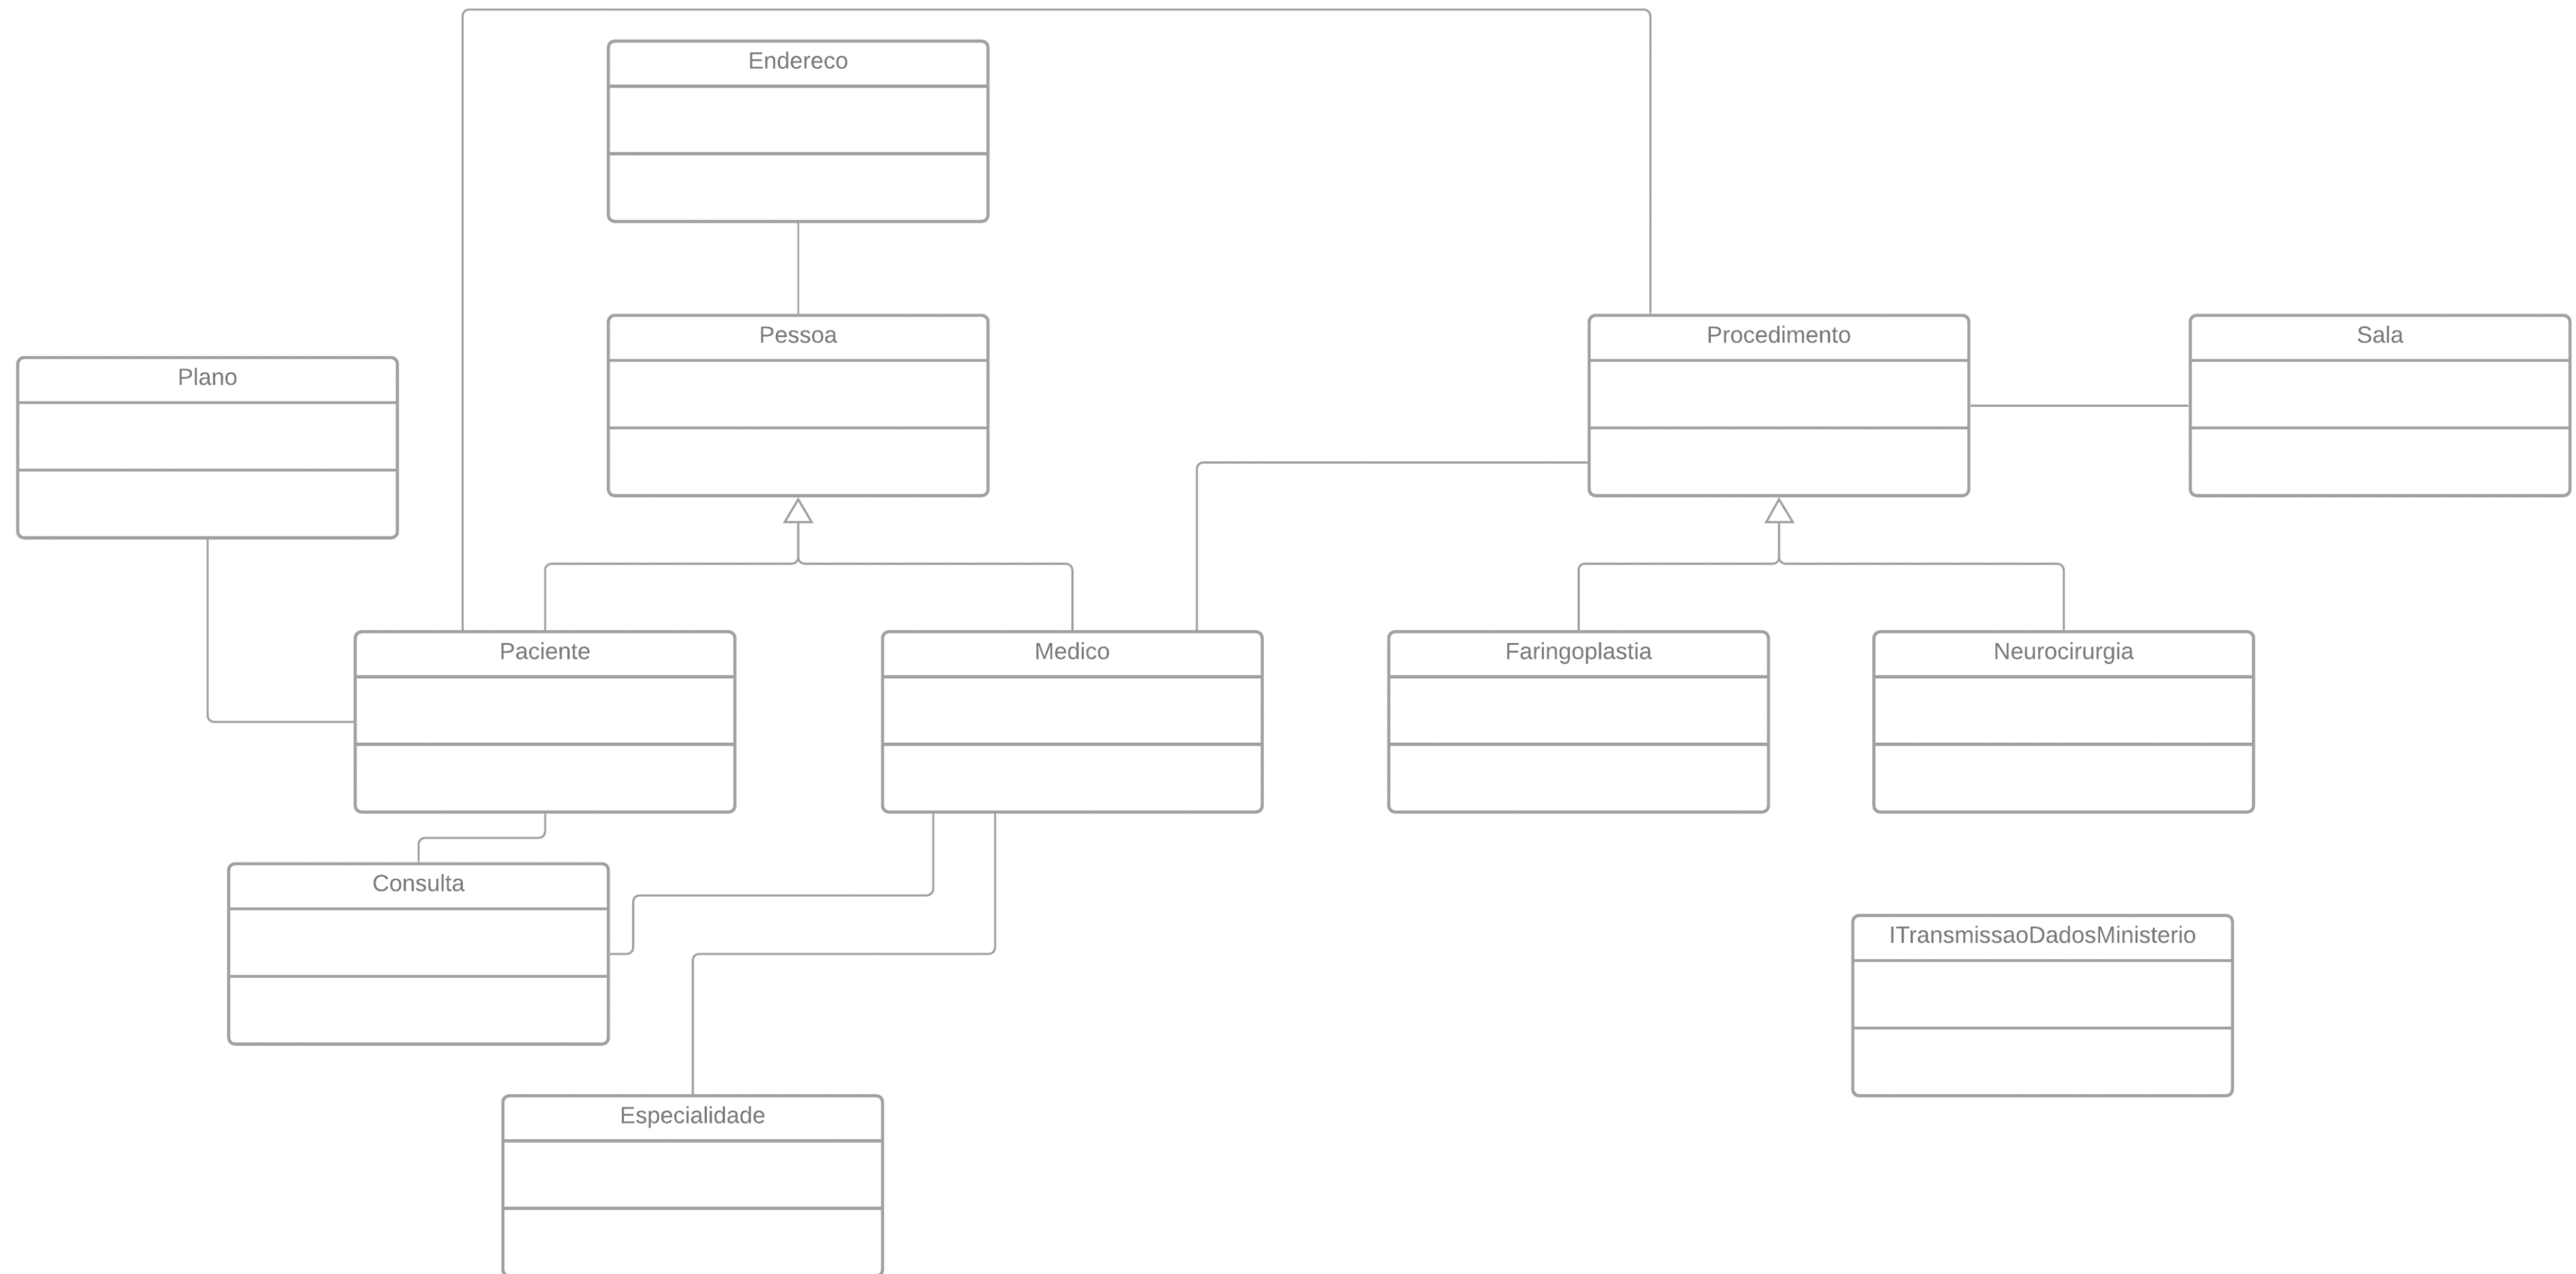 Endereco
Pessoa
Procedimento
Sala
Plano
Paciente
Medico
Faringoplastia
Neurocirurgia
Consulta
ITransmissaoDadosMinisterio
Especialidade